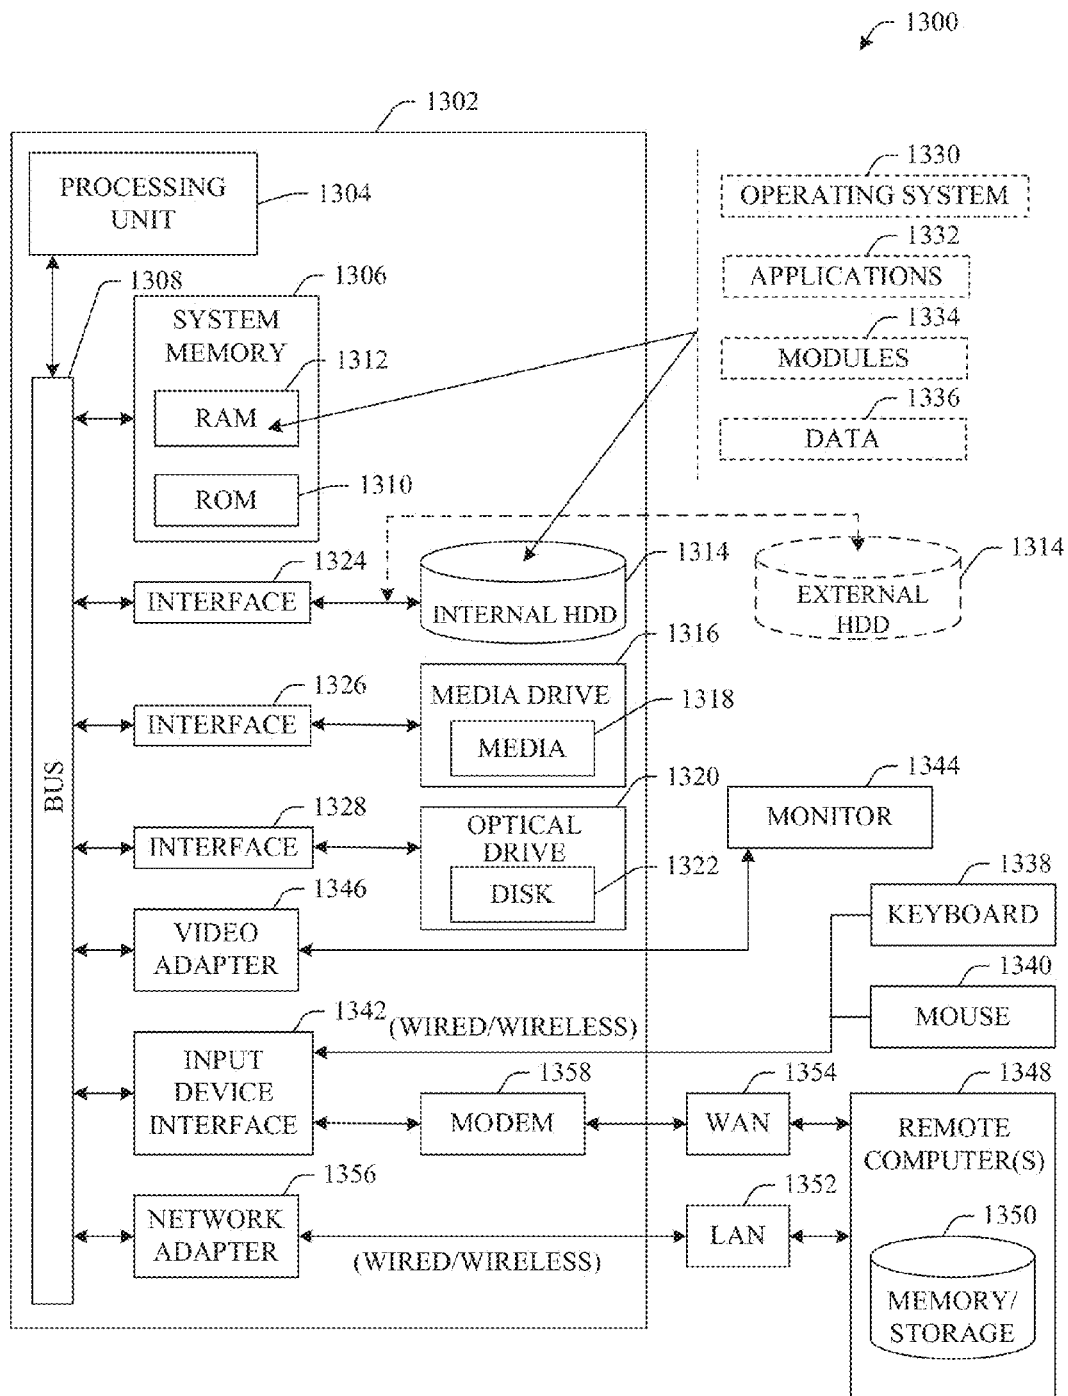 1300
1302
PROCESSING
UNIT
1304
1308
1306
SYSTEM
MEMORY
1312
RAM
ROM
1310
1330
OPERATING SYSTEM
1332
APPLICATIONS
1334
MODULES
1336
DATA
1324
INTERFACE
1314
INTERNAL HDD
1314
EXTERNAL
HDD
1326
INTERFACE
1316
MEDIA DRIVE
1318
MEDIA
BUS
1328
INTERFACE
1320
OPTICAL
DRIVE
1322
DISK
1344
MONITOR
1346
VIDEO
ADAPTER
1338
KEYBOARD
1340
MOUSE
1342
(WIRED/WIRELESS)
INPUT
DEVICE
INTERFACE
1358
MODEM
1354
WAN
1348
REMOTE
COMPUTER(S)
1356
NETWORK
ADAPTER
(WIRED/WIRELESS)
1352
LAN
1350
MEMORY/
STORAGE